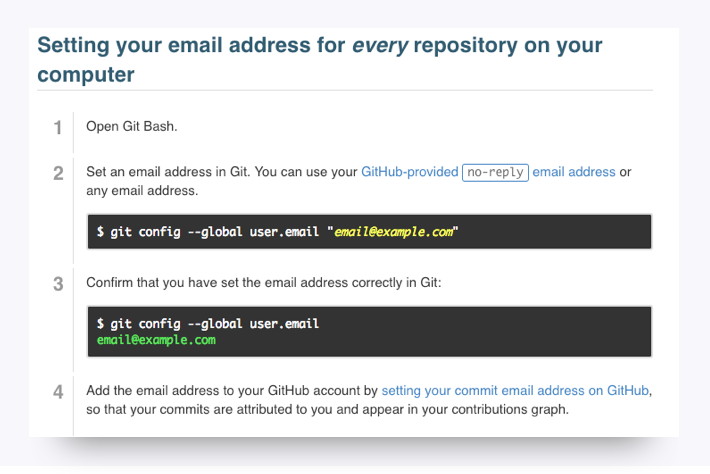 Setting your email address for every repository on your
computer
1 Open Git Bash.
2 Set an email address in Git. You can use your GitHub-provided no-reply email address or
any email address.
$ git config --global user.email "email@example.com"
3 Confirm that you have set the email address correctly in Git:
$ git config --global user.email
email@example.com
4 Add the email address to your GitHub account by setting your commit email address on GitHub,
so that your commits are attributed to you and appear in your contributions graph.